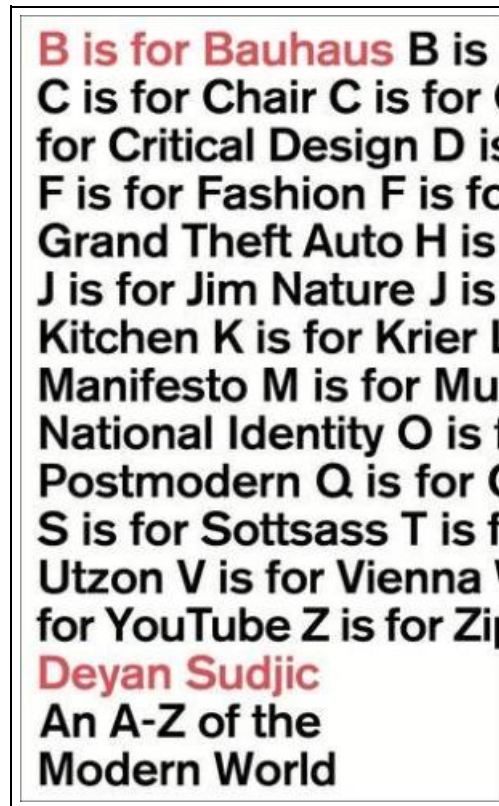 B is for Bauhaus B is
C is for Chair C is for
for Critical Design D is
F is for Fashion F is fo
Grand Theft Auto H is
J is for Jim Nature J is
Kitchen K is for Krier L
Manifesto M is for Mu
National Identity O is f
Postmodern Q is for
S is for Sottsass T is f
Utzon V is for Vienna
for YouTube Z is for Zip
Deyan Sudjic
An A-Z of the
Modern World